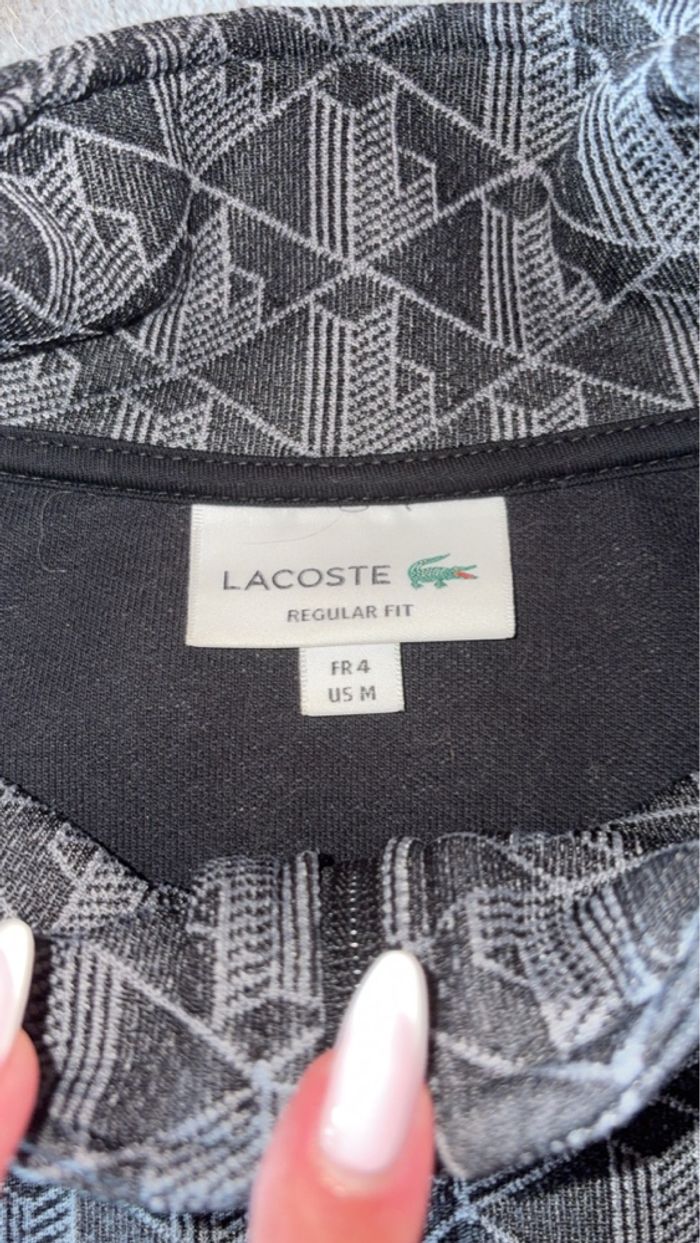 LACOSTE
REGULAR FIT
FR 4
US M